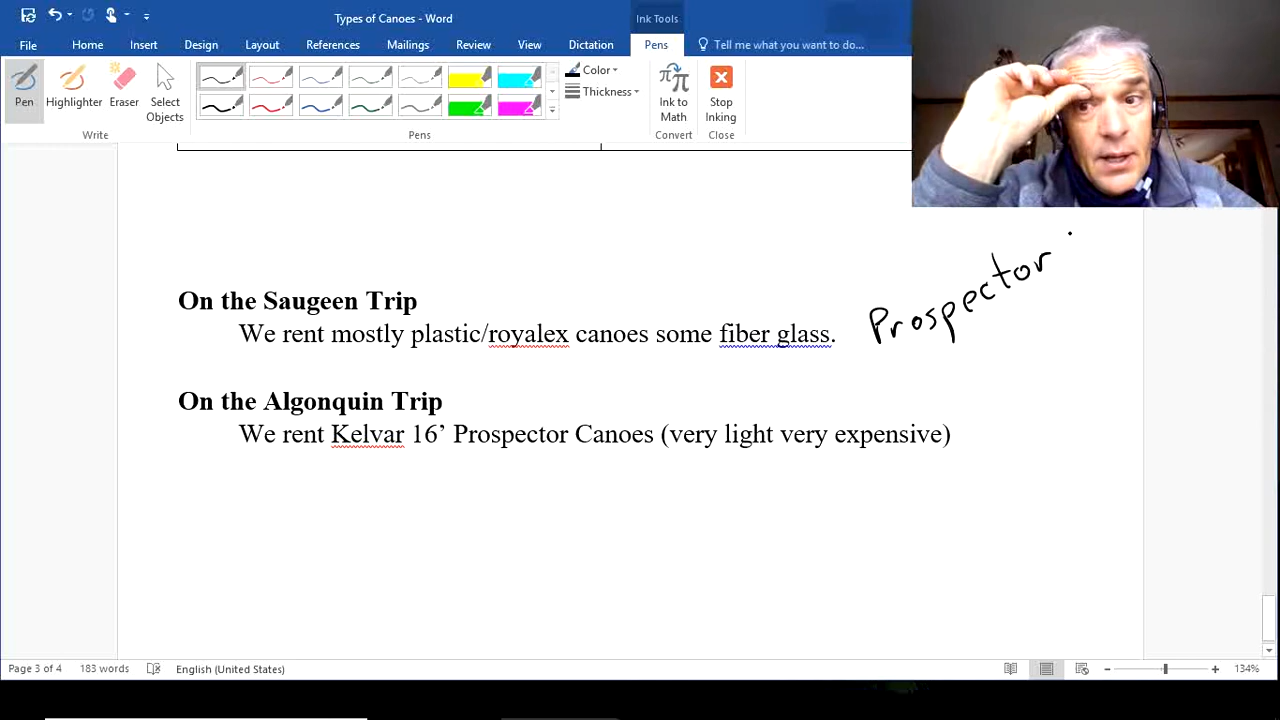 Types of Canoes - Word
Ink Tools
File Home Insert Design Layout References Mailings Review View Dictation Pens Tell me what you want to do...
Pen Highlighter Eraser Select Objects
Color
Thickness
Ink to Math
Stop Inking
Write Pens Convert Close
Prospector
On the Saugeen Trip
We rent mostly plastic/royalex canoes some fiber glass.
On the Algonquin Trip
We rent Kelvar 16’ Prospector Canoes (very light very expensive)
Page 3 of 4 183 words English (United States) 134%